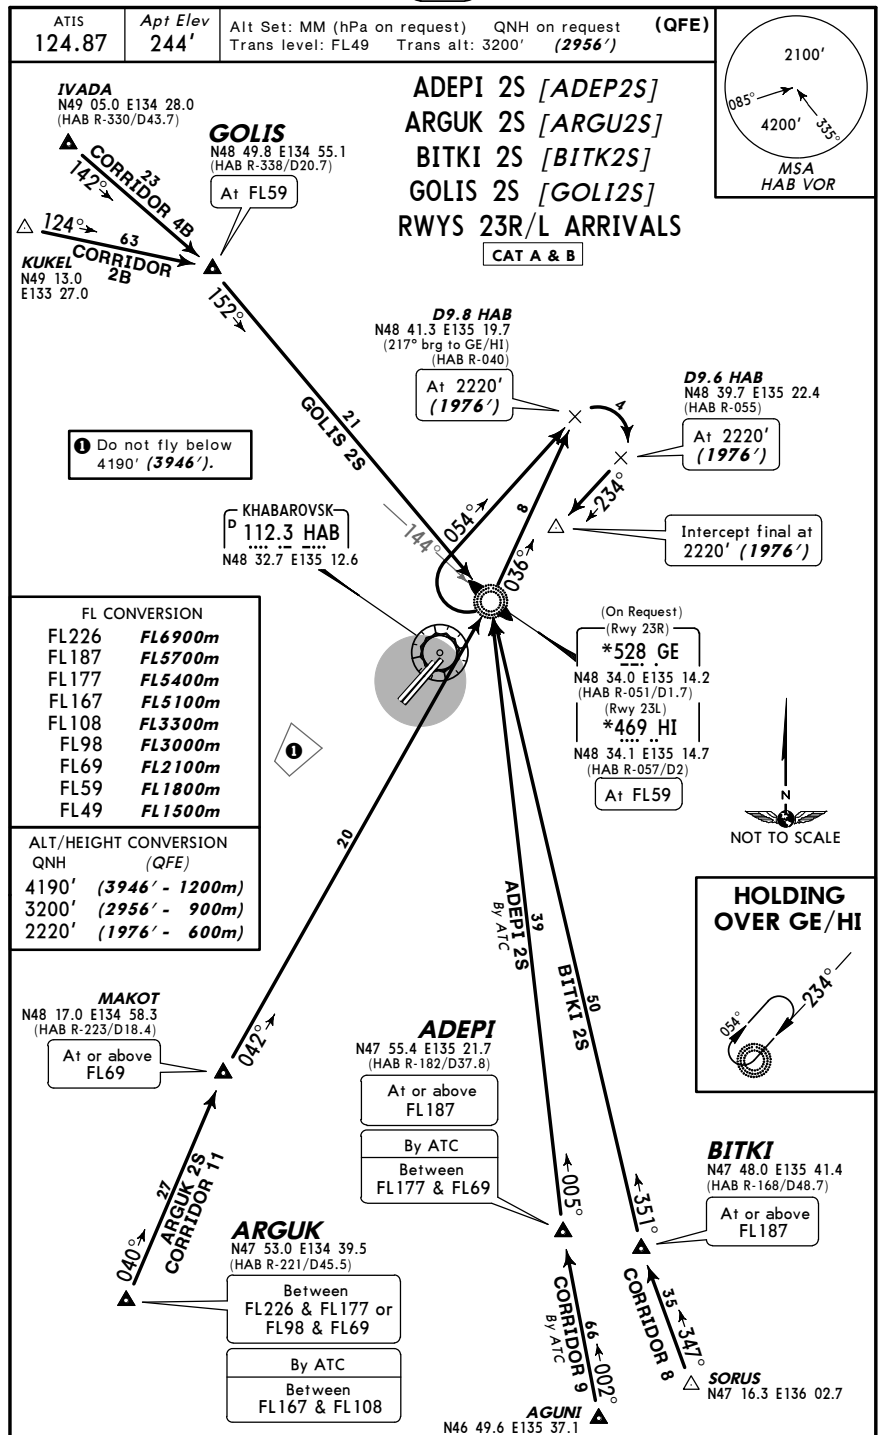 ATIS
124.87
Apt Elev
244'
Alt Set: MM (hPa on request) QNH on request (QFE)
Trans level: FL49 Trans alt: 3200' (2956')
2100'
085°
4200'
335°
MSA
HAB VOR
ADEPI 2S [ADEP2S]
ARGUK 2S [ARGU2S]
BITKI 2S [BITK2S]
GOLIS 2S [GOLI2S]
RWYS 23R/L ARRIVALS
CAT A & B
IVADA
N49 05.0 E134 28.0
(HAB R-330/D43.7)
GOLIS
N48 49.8 E134 55.1
(HAB R-338/D20.7)
At FL59
23
CORRIDOR 4B
142°
124°
63
CORRIDOR
2B
KUKEL
N49 13.0
E133 27.0
152°
21
GOLIS 2S
D9.8 HAB
N48 41.3 E135 19.7
(217° brg to GE/HI)
(HAB R-040)
At 2220'
(1976')
4
D9.6 HAB
N48 39.7 E135 22.4
(HAB R-055)
At 2220'
(1976')
234°
Intercept final at
2220' (1976')
1 Do not fly below
4190' (3946').
KHABAROVSK
D 112.3 HAB
N48 32.7 E135 12.6
144°
054°
8
036°
(On Request)
(Rwy 23R)
*528 GE
N48 34.0 E135 14.2
(HAB R-051/D1.7)
(Rwy 23L)
*469 HI
N48 34.1 E135 14.7
(HAB R-057/D2)
At FL59
FL CONVERSION
FL226 FL6900m
FL187 FL5700m
FL177 FL5400m
FL167 FL5100m
FL108 FL3300m
FL98 FL3000m
FL69 FL2100m
FL59 FL1800m
FL49 FL1500m
ALT/HEIGHT CONVERSION
QNH (QFE)
4190' (3946' - 1200m)
3200' (2956' - 900m)
2220' (1976' - 600m)
1
20
N
NOT TO SCALE
HOLDING
OVER GE/HI
054°
234°
39
ADEPI 2S
By ATC
50
BITKI 2S
MAKOT
N48 17.0 E134 58.3
(HAB R-223/D18.4)
At or above
FL69
042°
ADEPI
N47 55.4 E135 21.7
(HAB R-182/D37.8)
At or above
FL187
By ATC
Between
FL177 & FL69
005°
351°
BITKI
N47 48.0 E135 41.4
(HAB R-168/D48.7)
At or above
FL187
27
ARGUK 2S
CORRIDOR 11
040°
ARGUK
N47 53.0 E134 39.5
(HAB R-221/D45.5)
Between
FL226 & FL177 or
FL98 & FL69
By ATC
Between
FL167 & FL108
66
002°
CORRIDOR 9
By ATC
35
347°
CORRIDOR 8
SORUS
N47 16.3 E136 02.7
AGUNI
N46 49.6 E135 37.1